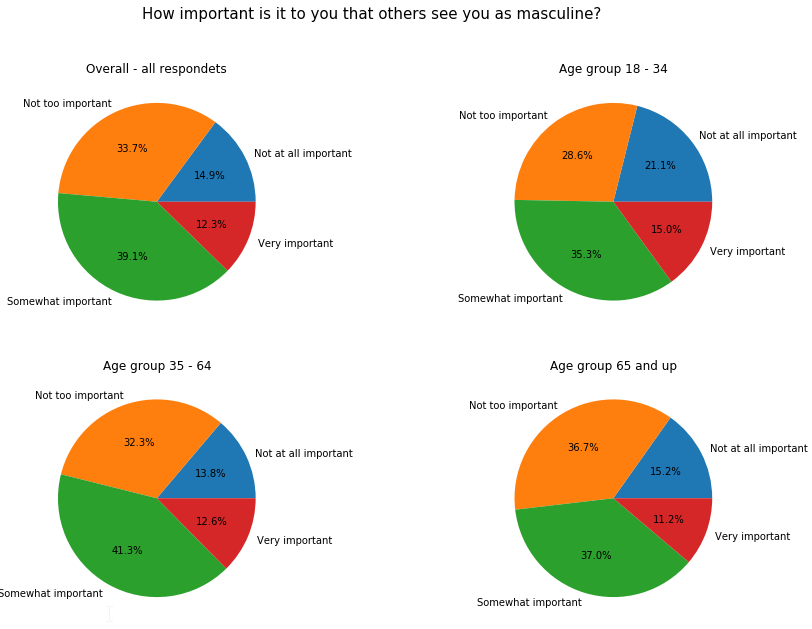 How important is it to you that others see you as masculine?
Overall - all respondets
Not too important
33.7%
Not at all important
14.9%
12.3%
Very important
39.1%
Somewhat important
Age group 18 - 34
Not too important
Not at all important
28.6%
21.1%
15.0%
Very important
35.3%
Somewhat important
Age group 35 - 64
Not too important
32.3%
Not at all important
13.8%
12.6%
Very important
41.3%
Somewhat important
Age group 65 and up
Not too important
36.7%
Not at all important
15.2%
11.2%
Very important
37.0%
Somewhat important